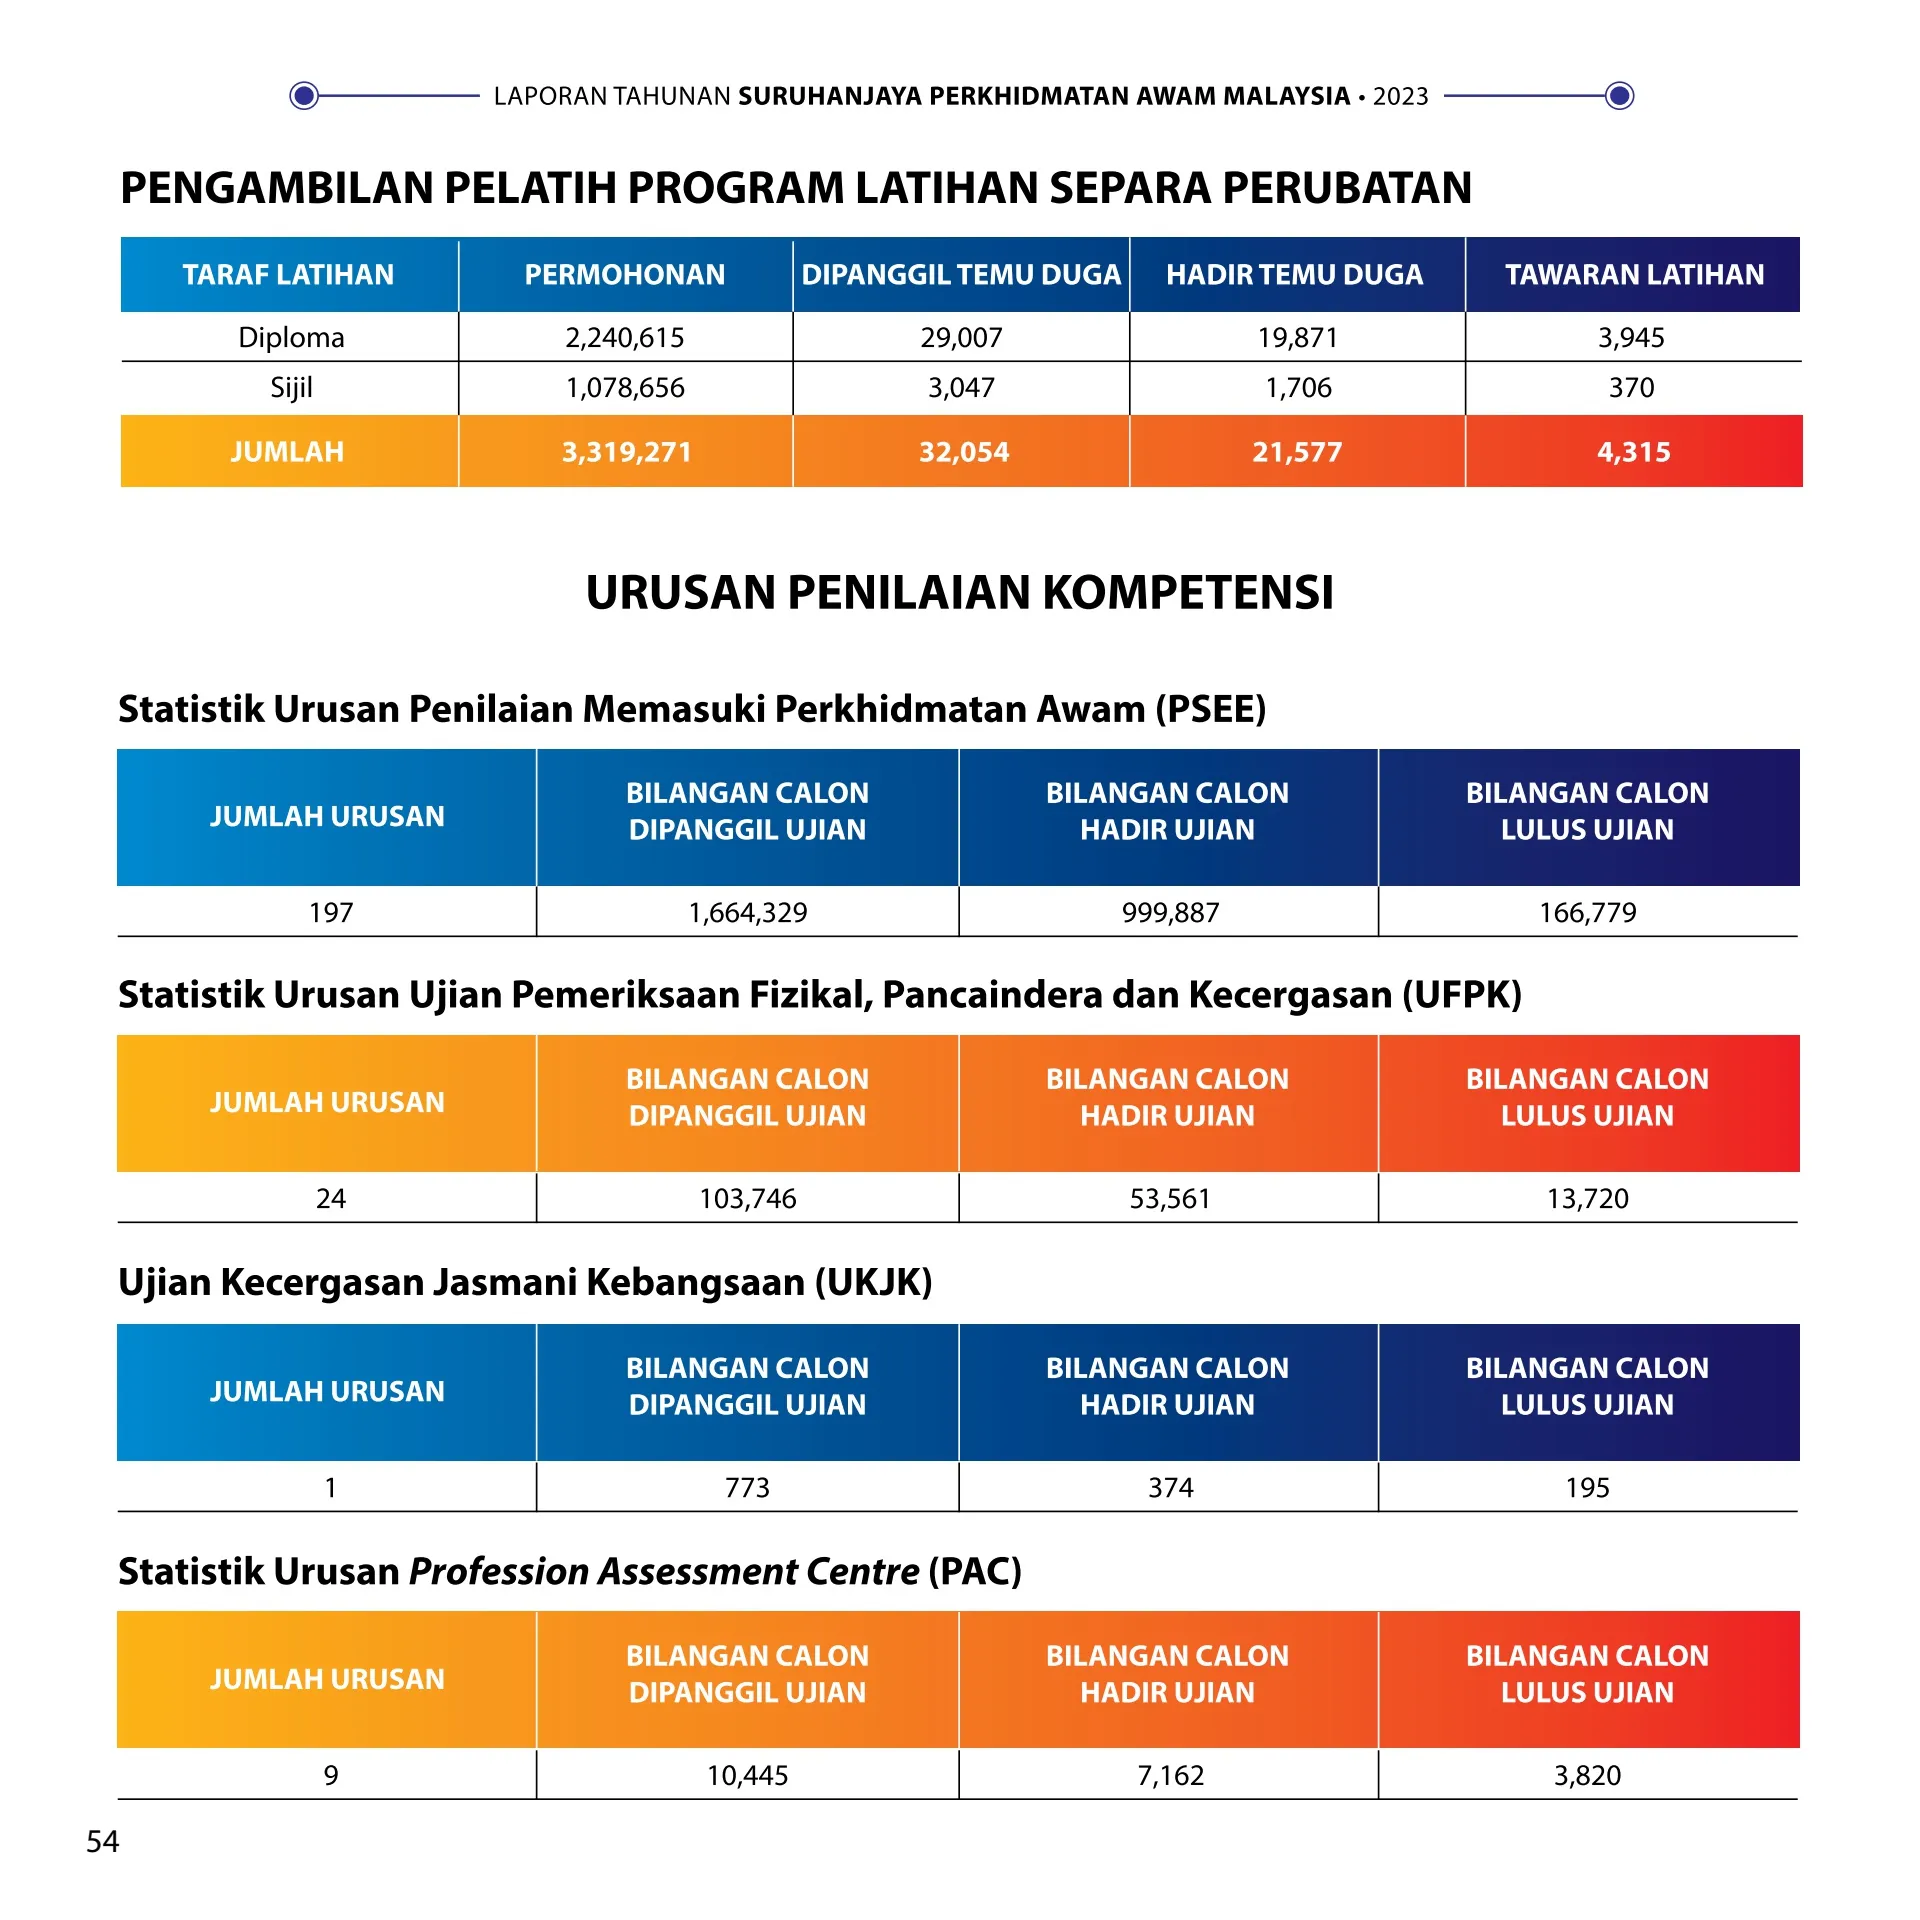 LAPORAN TAHUNAN SURUHANJAYA PERKHIDMATAN AWAM MALAYSIA • 2023
PENGAMBILAN PELATIH PROGRAM LATIHAN SEPARA PERUBATAN
TARAF LATIHAN PERMOHONAN DIPANGGIL TEMU DUGA HADIR TEMU DUGA TAWARAN LATIHAN
Diploma 2,240,615 29,007 19,871 3,945
Sijil 1,078,656 3,047 1,706 370
JUMLAH 3,319,271 32,054 21,577 4,315
URUSAN PENILAIAN KOMPETENSI
Statistik Urusan Penilaian Memasuki Perkhidmatan Awam (PSEE)
JUMLAH URUSAN
BILANGAN CALON
DIPANGGIL UJIAN
BILANGAN CALON
HADIR UJIAN
BILANGAN CALON
LULUS UJIAN
197 1,664,329 999,887 166,779
Statistik Urusan Ujian Pemeriksaan Fizikal, Pancaindera dan Kecergasan (UFPK)
JUMLAH URUSAN
BILANGAN CALON
DIPANGGIL UJIAN
BILANGAN CALON
HADIR UJIAN
BILANGAN CALON
LULUS UJIAN
24 103,746 53,561 13,720
Ujian Kecergasan Jasmani Kebangsaan (UKJK)
JUMLAH URUSAN
BILANGAN CALON
DIPANGGIL UJIAN
BILANGAN CALON
HADIR UJIAN
BILANGAN CALON
LULUS UJIAN
1 773 374 195
Statistik Urusan Profession Assessment Centre (PAC)
JUMLAH URUSAN
BILANGAN CALON
DIPANGGIL UJIAN
BILANGAN CALON
HADIR UJIAN
BILANGAN CALON
LULUS UJIAN
9 10,445 7,162 3,820
54